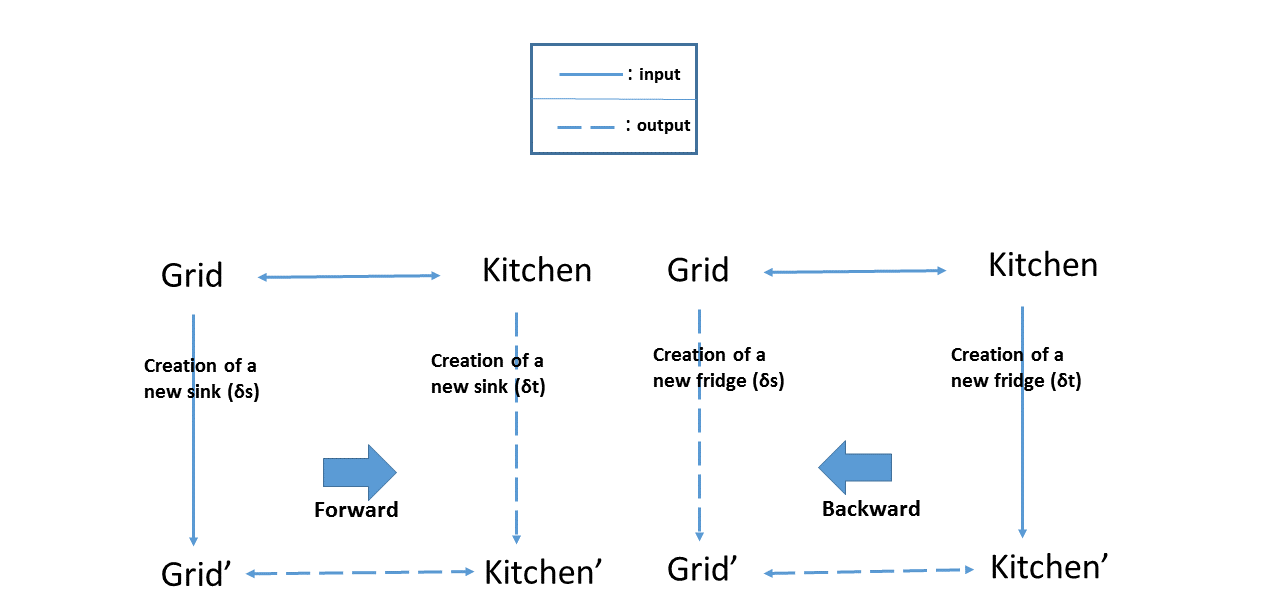 : input
: output
Grid
Kitchen
Creation of a
new sink (δs)
Creation of a
new sink (δt)
Forward
Grid’
Kitchen’
Grid
Kitchen
Creation of a
new fridge (δs)
Creation of a
new fridge (δt)
Backward
Grid’
Kitchen’